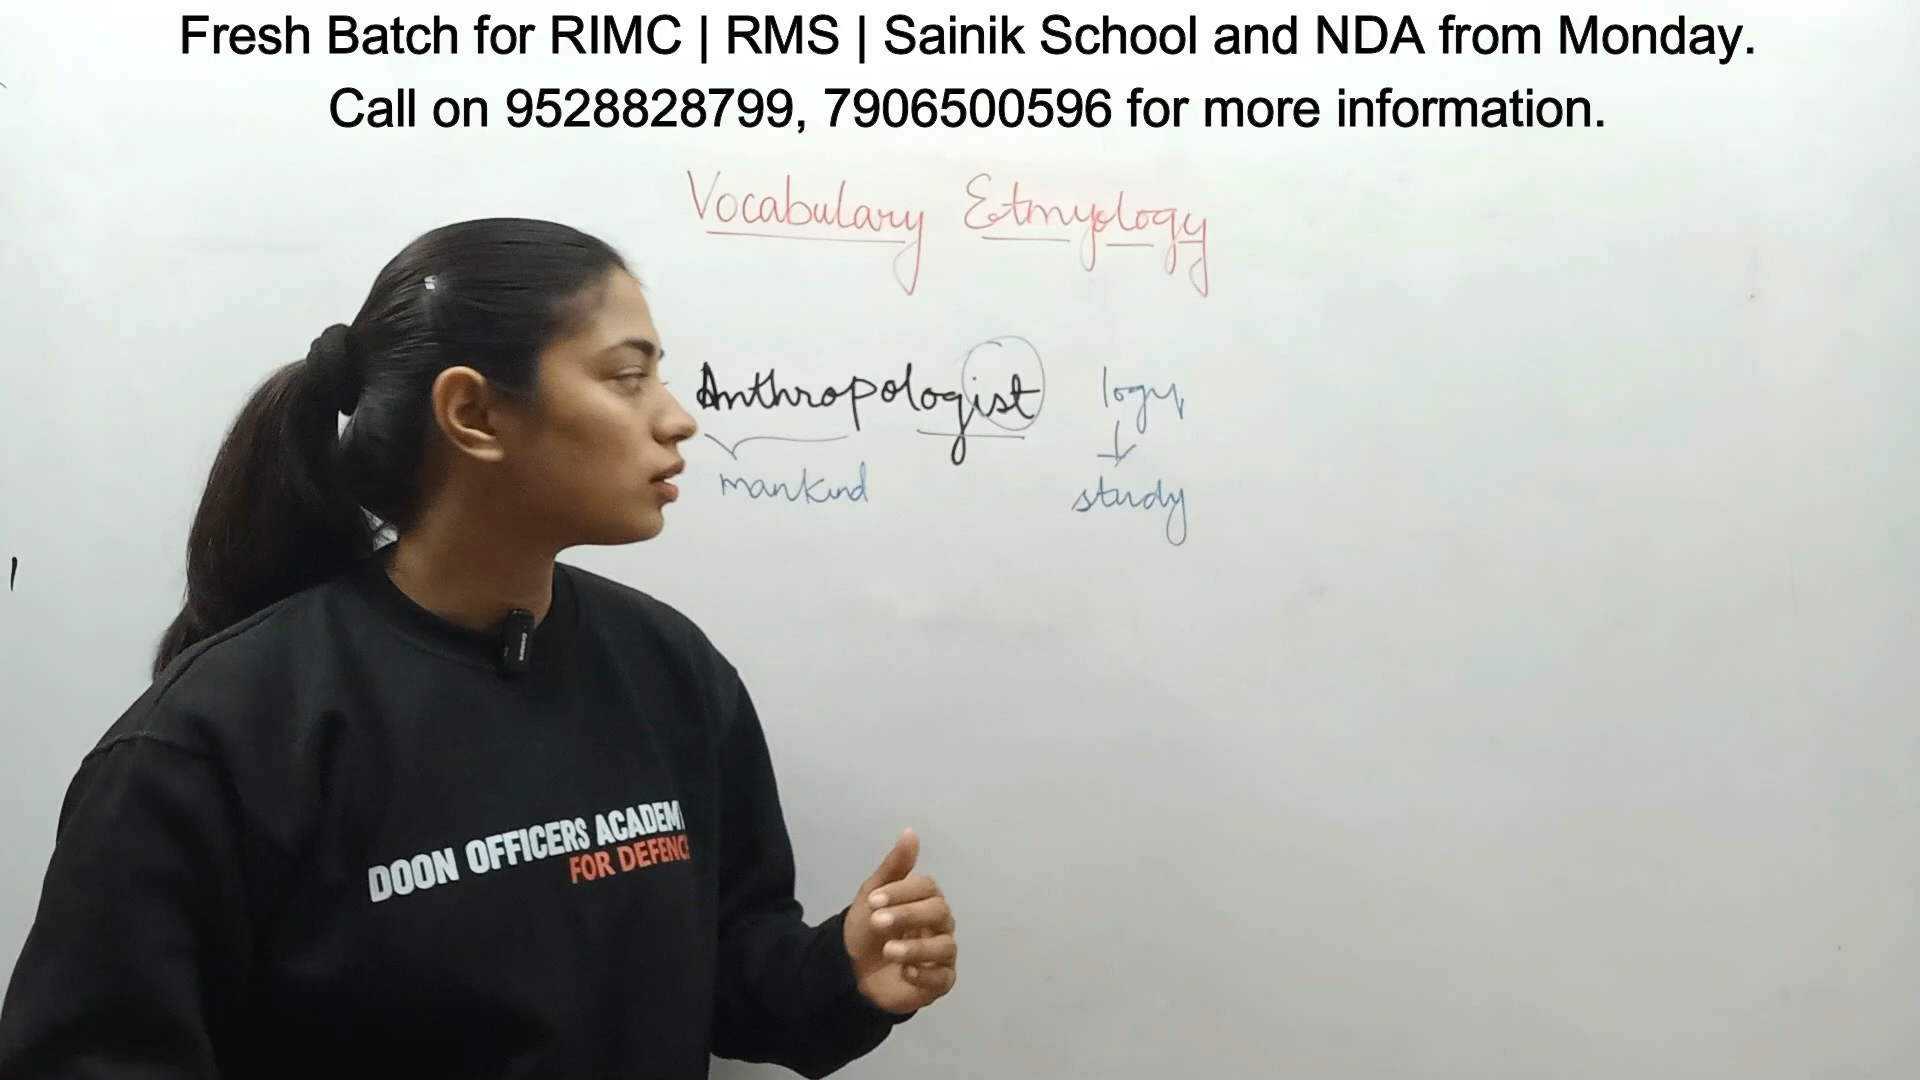 Fresh Batch for RIMC | RMS | Sainik School and NDA from Monday.
Call on 9528828799, 7906500596 for more information.
Vocabulary Etmyology
Anthropologist logy
mankind study
DOON OFFICERS ACADEMY
FOR DEFENC